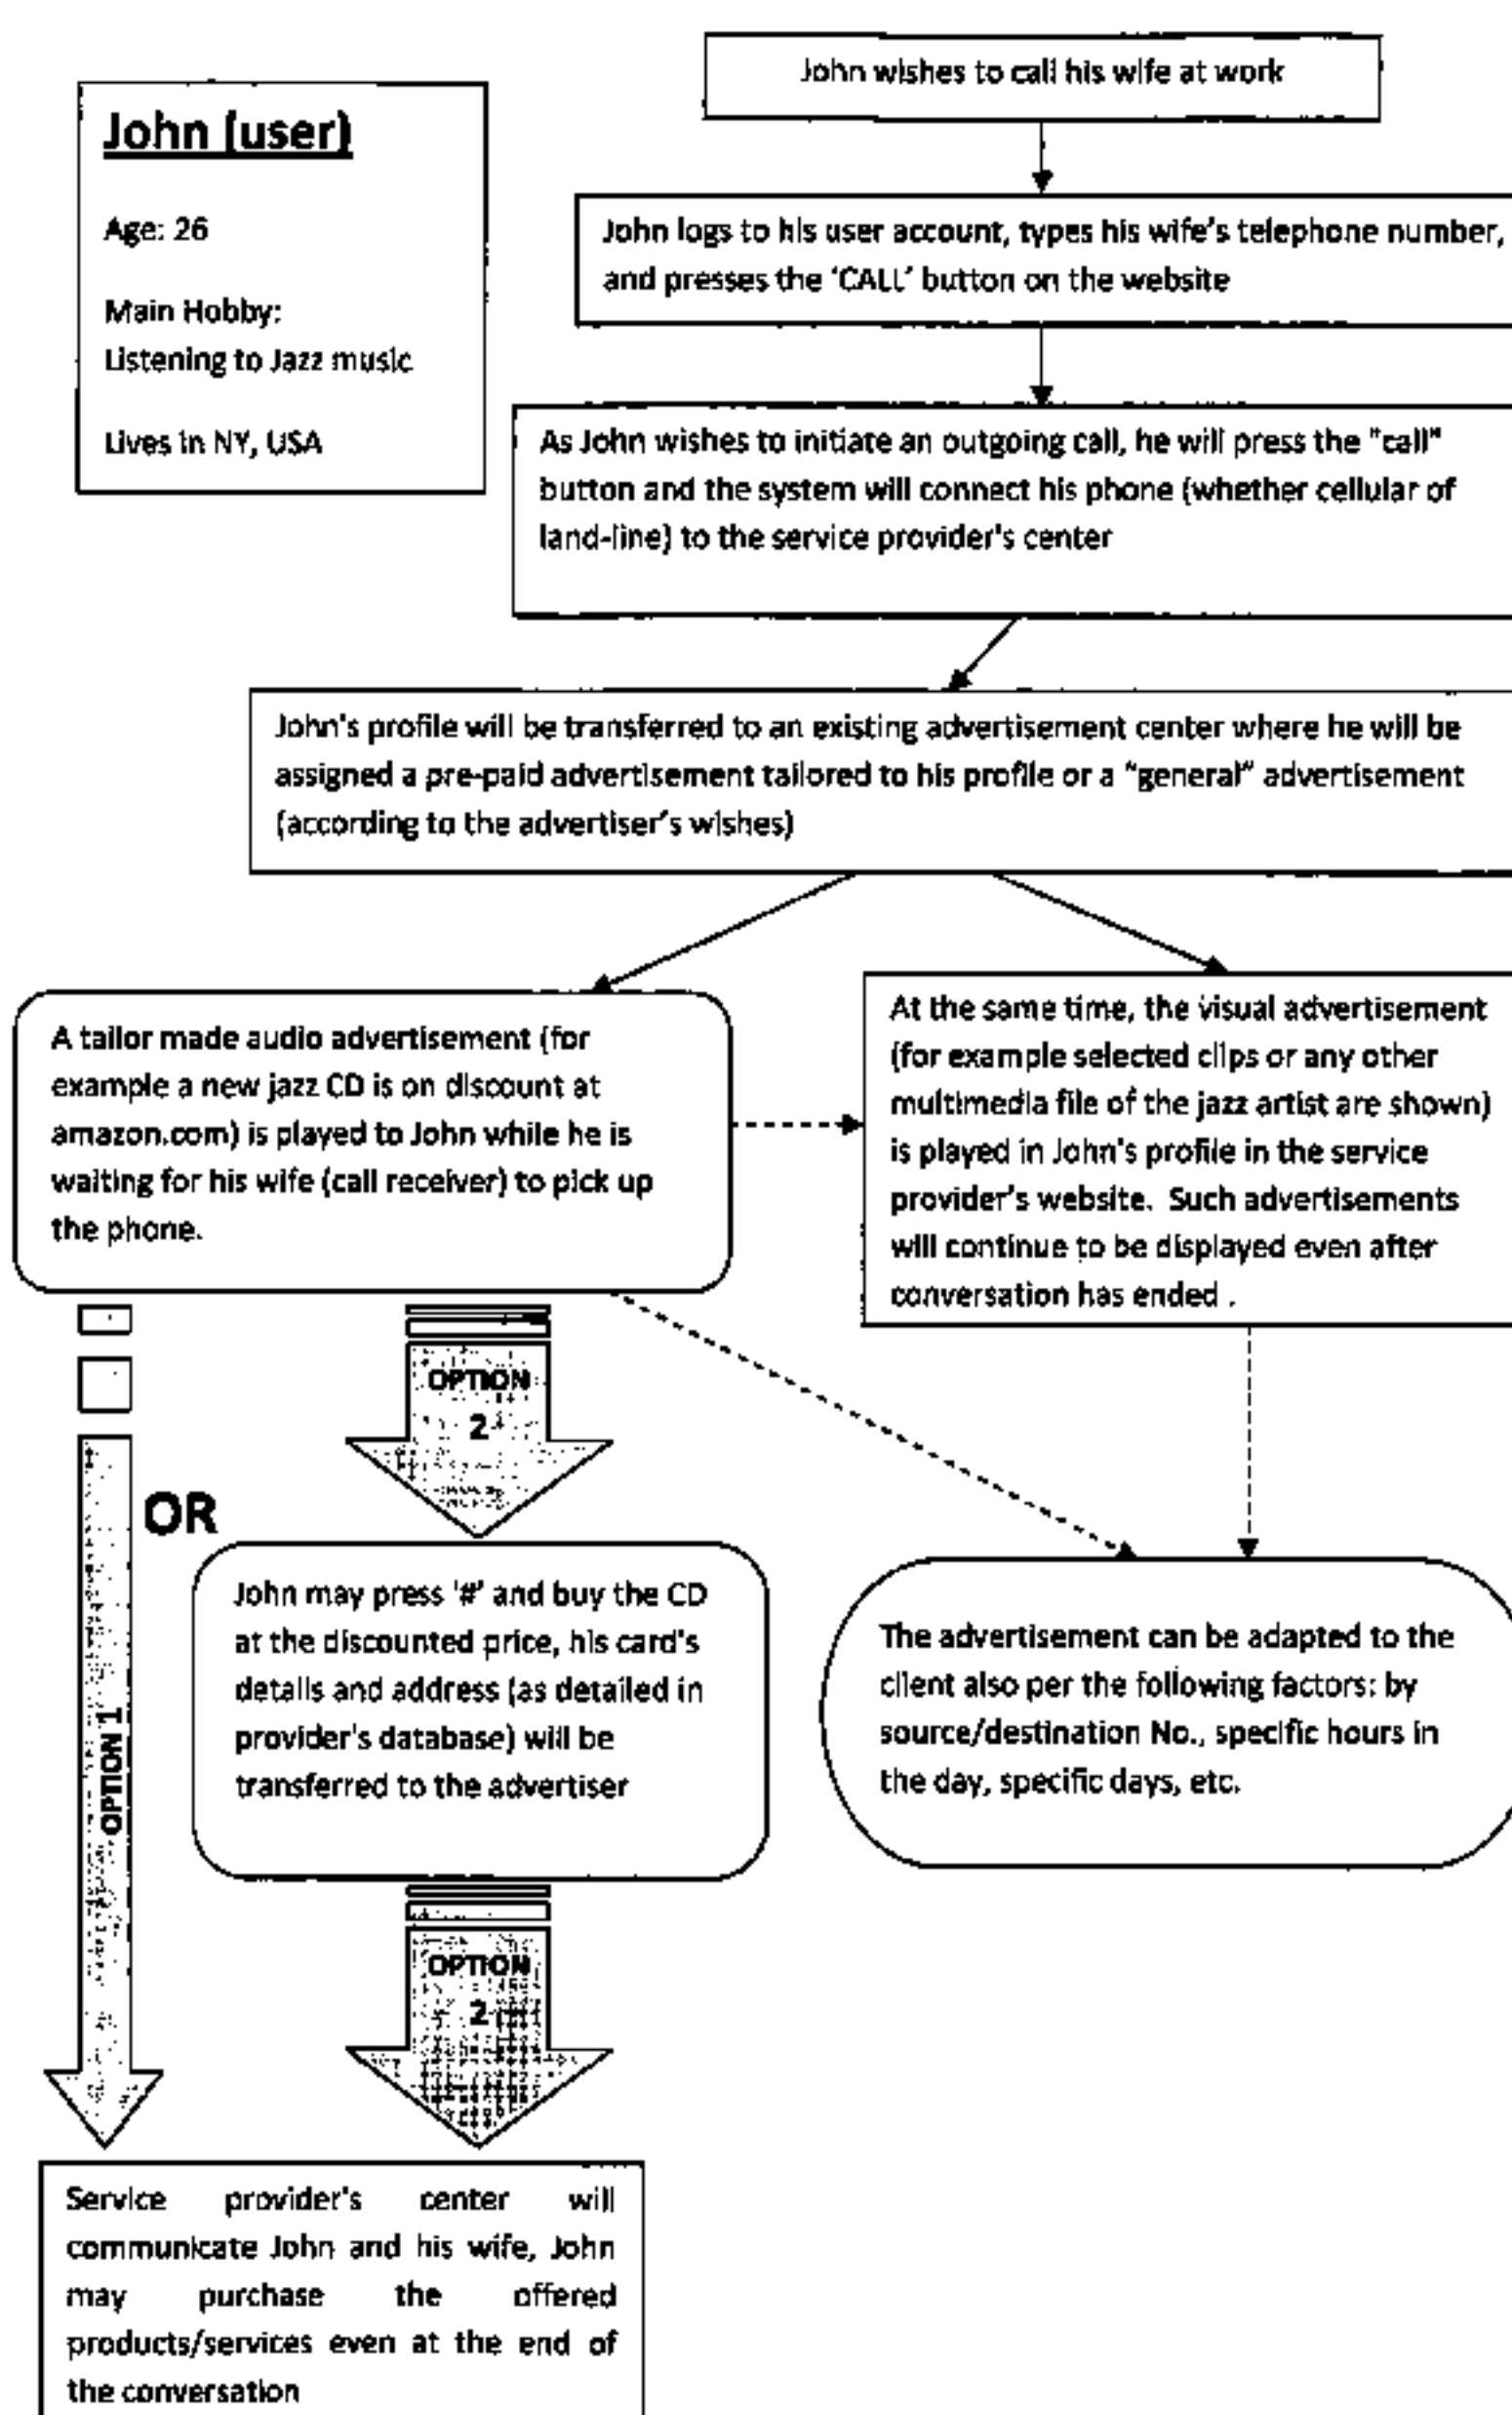 John wishes to call his wife at work
John (user)
Age: 26
Main Hobby:
Listening to Jazz music
Lives in NY, USA
John logs to his user account, types his wife's telephone number,
and presses the 'CALL' button on the website
As John wishes to initiate an outgoing call, he will press the "call"
button and the system will connect his phone (whether cellular of
land-line) to the service provider's center
John's profile will be transferred to an existing advertisement center where he will be
assigned a pre-paid advertisement tailored to his profile or a "general" advertisement
(according to the advertiser's wishes)
A tailor made audio advertisement (for
example a new jazz CD is on discount at
amazon.com) is played to John while he is
waiting for his wife (call receiver) to pick up
the phone.
At the same time, the visual advertisement
(for example selected clips or any other
multimedia file of the jazz artist are shown)
is played in John's profile in the service
provider's website. Such advertisements
will continue to be displayed even after
conversation has ended .
OPTION
2
OR
OPTION 1
John may press '#' and buy the CD
at the discounted price, his card's
details and address (as detailed in
provider's database) will be
transferred to the advertiser
The advertisement can be adapted to the
client also per the following factors: by
source/destination No., specific hours in
the day, specific days, etc.
OPTION
2
Service provider's center will
communicate John and his wife, John
may purchase the offered
products/services even at the end of
the conversation